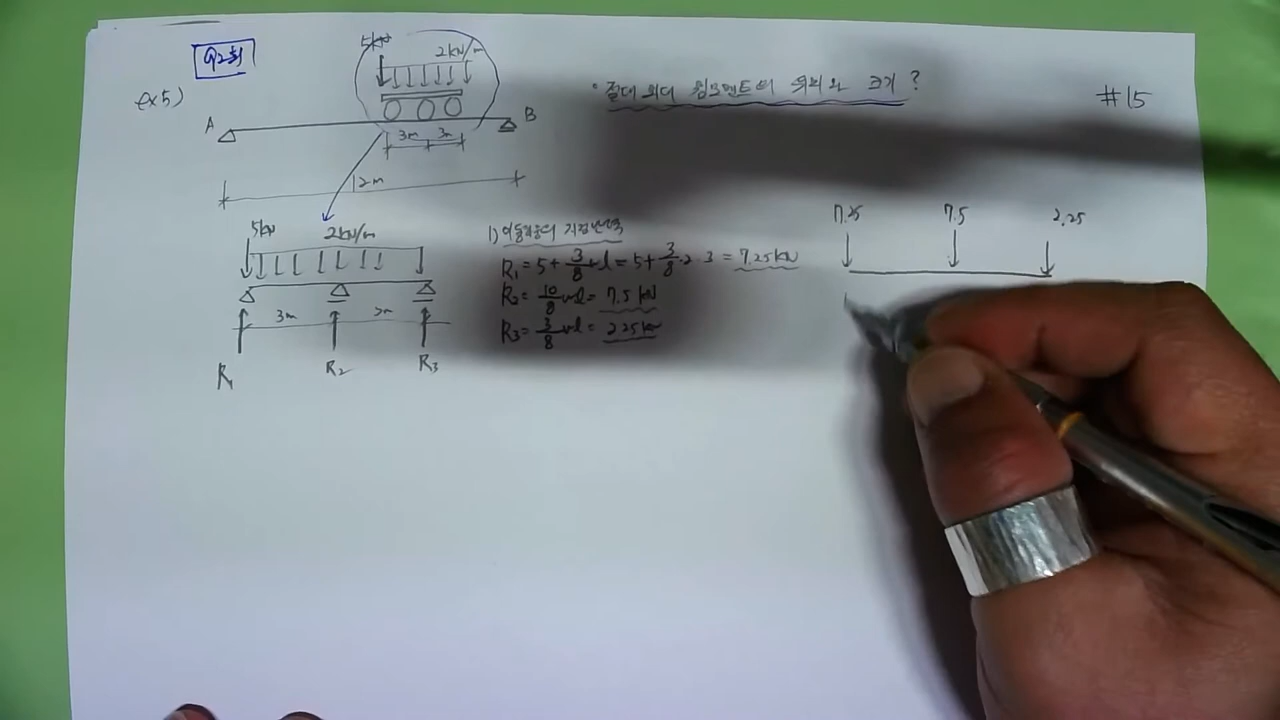 92회
ex5)
5kN
2kN/m
A
B
3m 3m
12m
• 절대 최대 휨모멘트의 위치와 크기?
#15
5kN
2kN/m
3m
3m
R1
R2
R3
1) 이동하중의 지점반력
R1 = 5 + 3/8 wl = 5 + 3/8 · 2 · 3 = 7.25kN
R2 = 10/8 wl = 7.5 kN
R3 = 3/8 wl = 2.25 kN
7.25
7.5
2.25